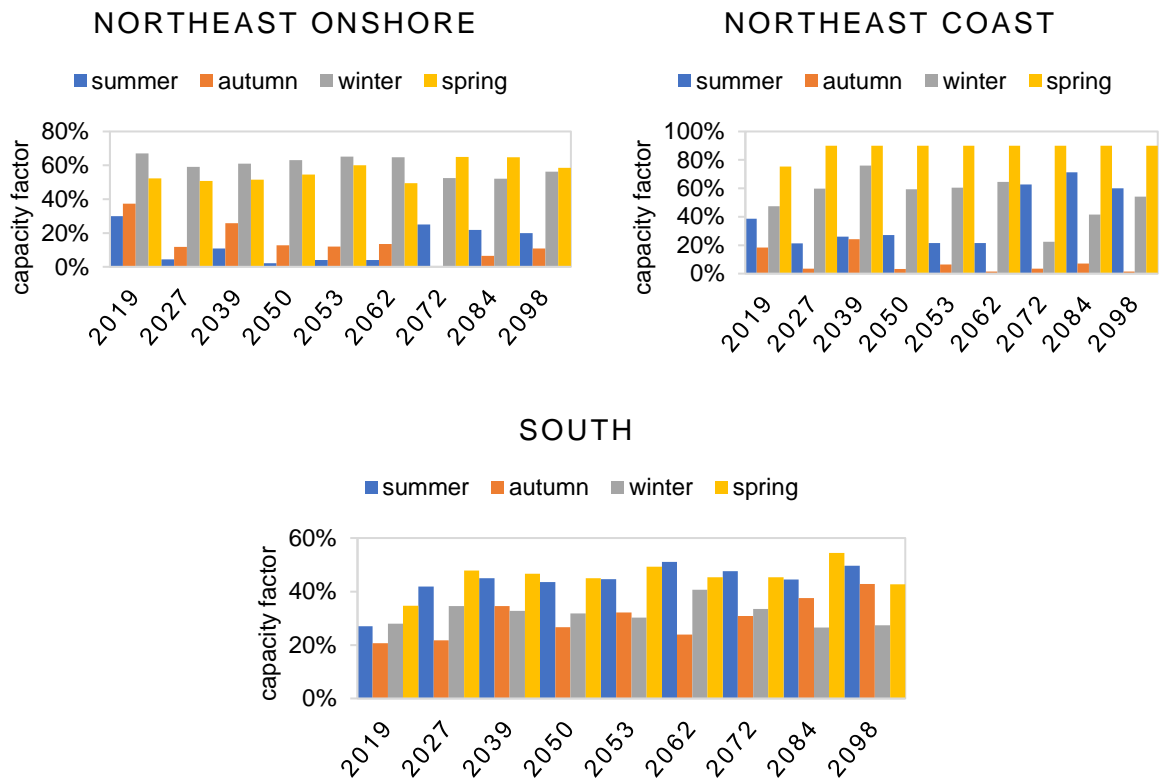 NORTHEAST ONSHORE
summer autumn winter spring
capacity factor
80%
60%
40%
20%
0%
2019 2027 2039 2050 2053 2062 2072 2084 2098
NORTHEAST COAST
summer autumn winter spring
capacity factor
100%
80%
60%
40%
20%
0%
2019 2027 2039 2050 2053 2062 2072 2084 2098
SOUTH
summer autumn winter spring
capacity factor
60%
40%
20%
0%
2019 2027 2039 2050 2053 2062 2072 2084 2098